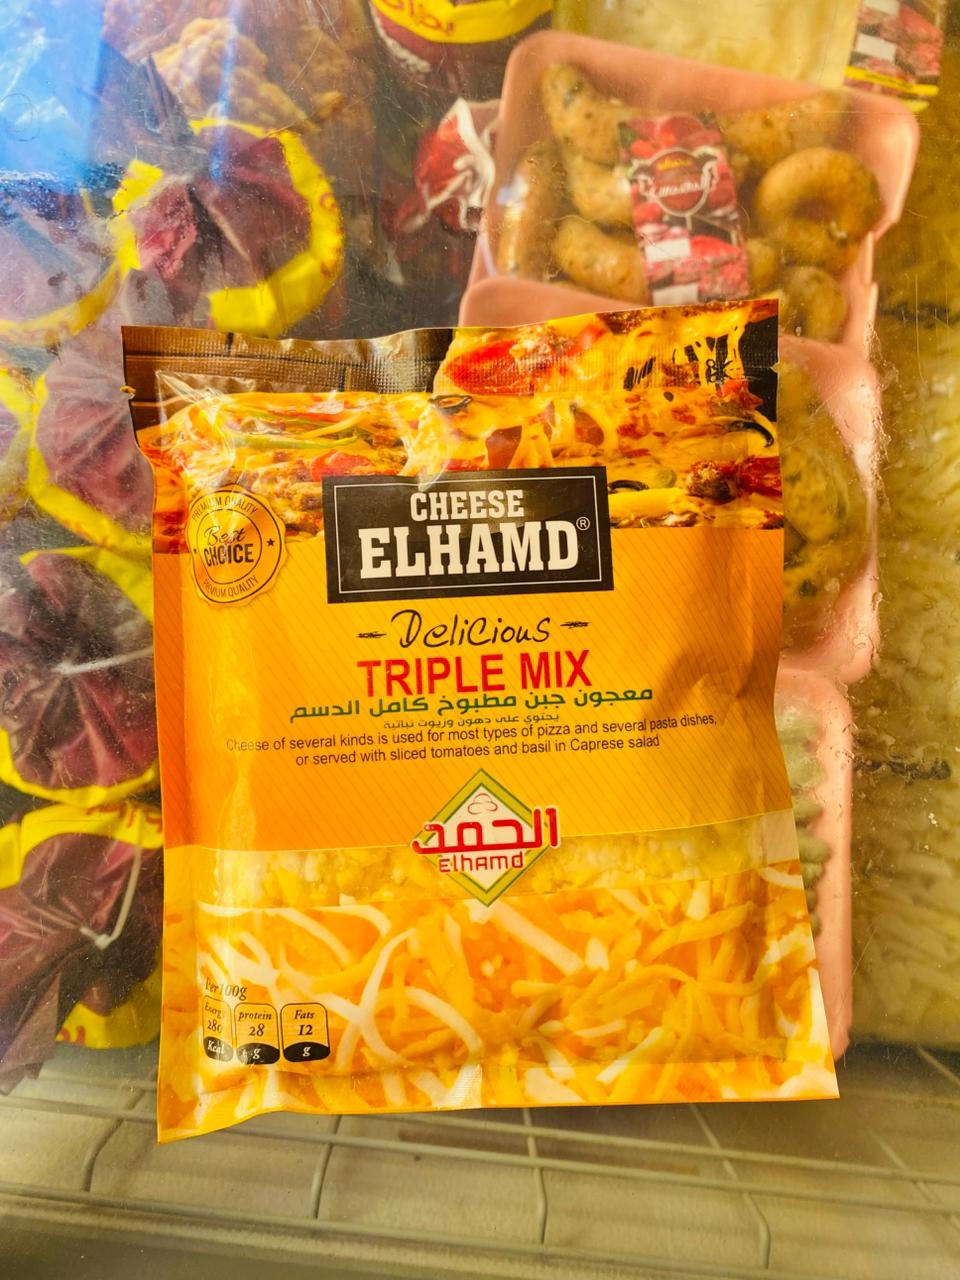 PREMIUM QUALITY
Best
CHOICE
PREMIUM QUALITY
CHEESE
ELHAMD®
Delicious
TRIPLE MIX
معجون جبن مطبوخ كامل الدسم
يحتوي على دهون وزيوت نباتية
Cheese of several kinds is used for most types of pizza and several pasta dishes,
or served with sliced tomatoes and basil in Caprese salad
الحمد
Elhamd
Per 100g
Energy
280
Kcal
protein
28
g
Fats
12
g